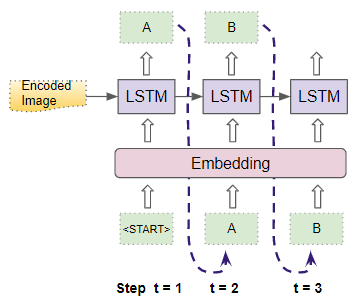 A B
Encoded
Image
LSTM LSTM LSTM
Embedding
<START> A B
Step t = 1 t = 2 t = 3